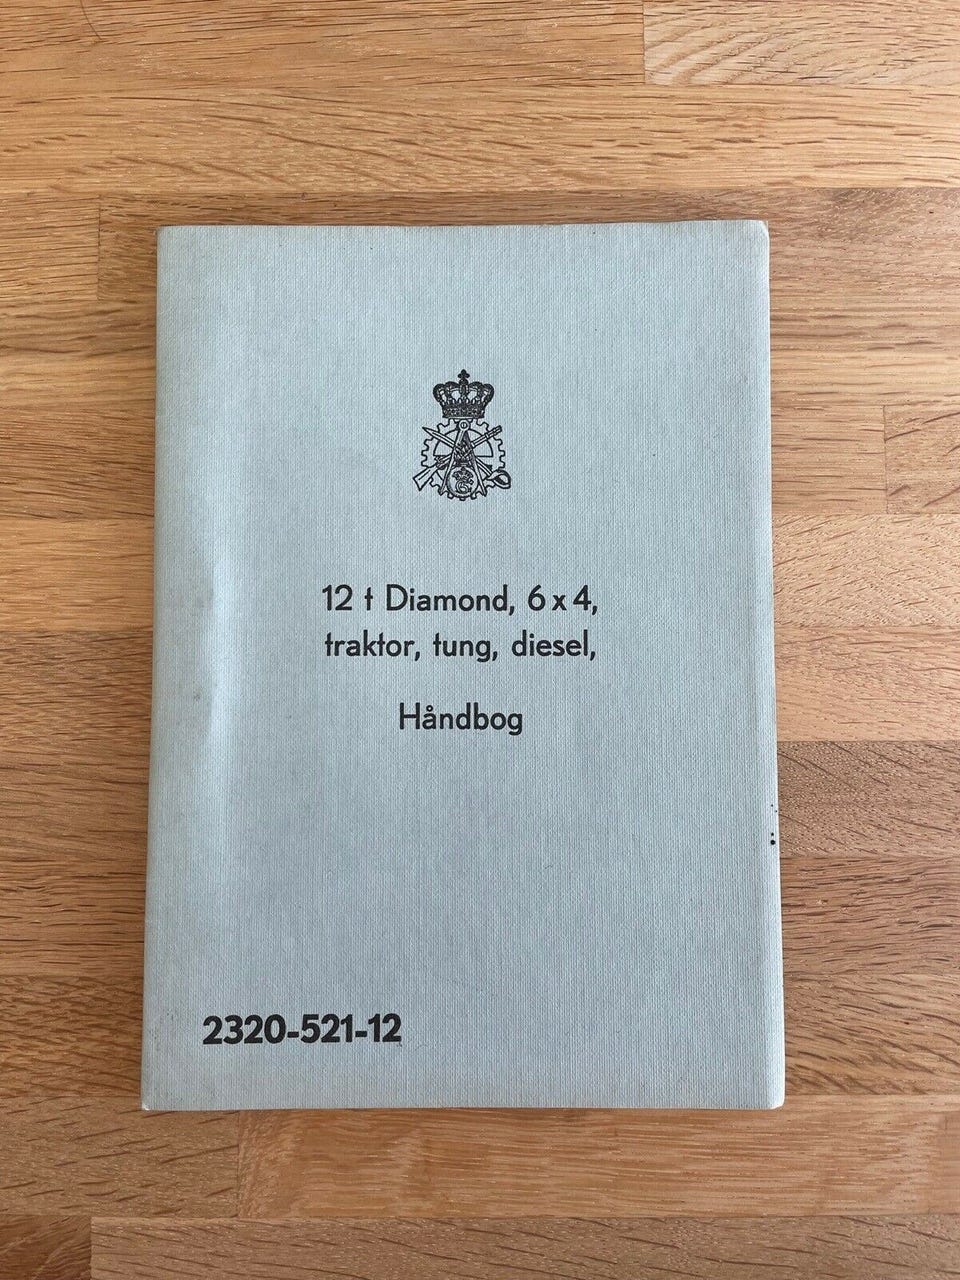 12 t Diamond, 6 x 4,
traktor, tung, diesel,
Håndbog
2320-521-12